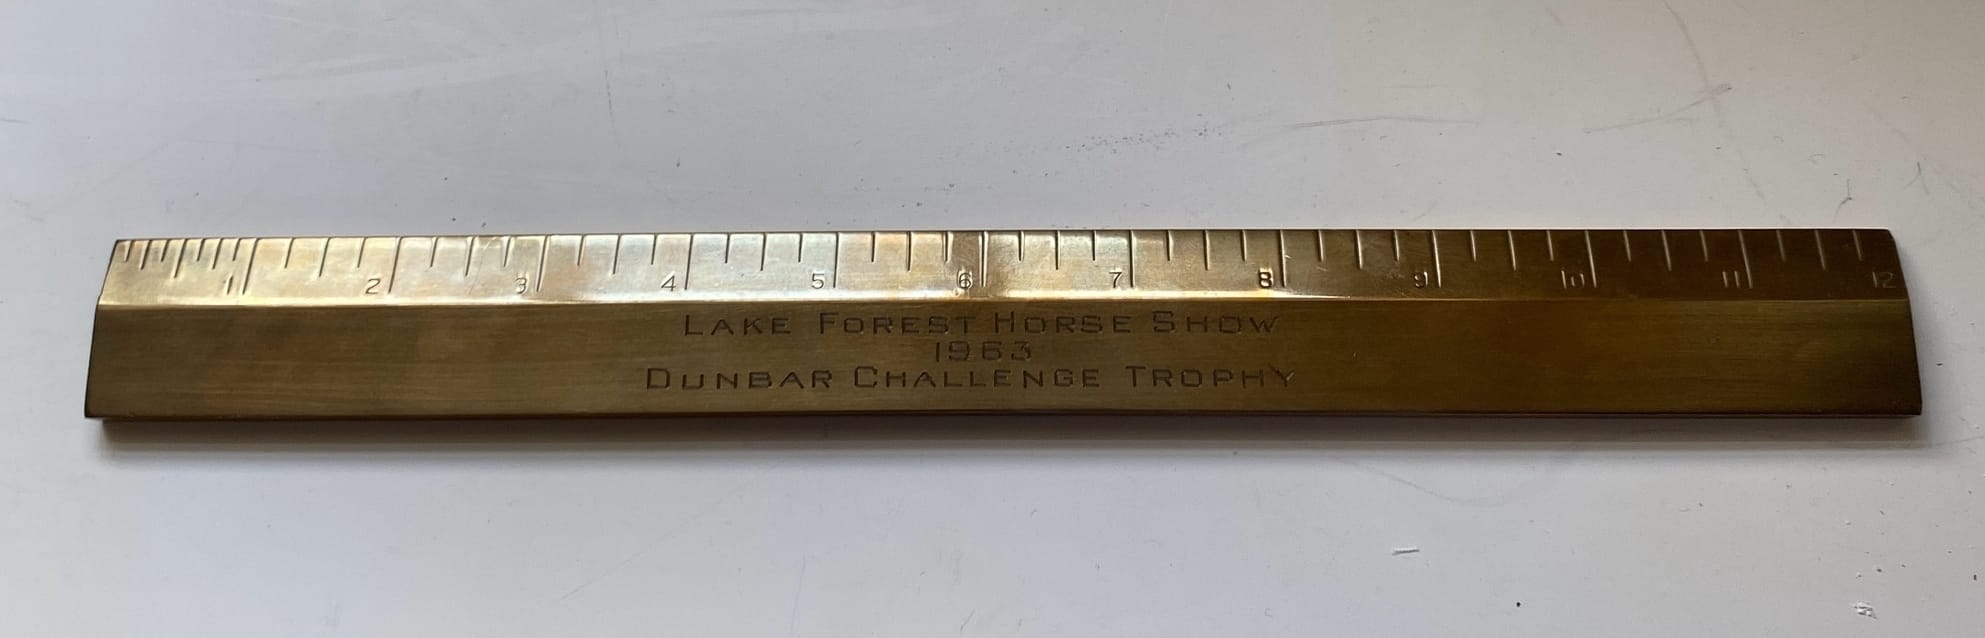 1 2 3 4 5 6 7 8 9 10 11 12
LAKE FOREST HORSE SHOW
1963
DUNBAR CHALLENGE TROPHY